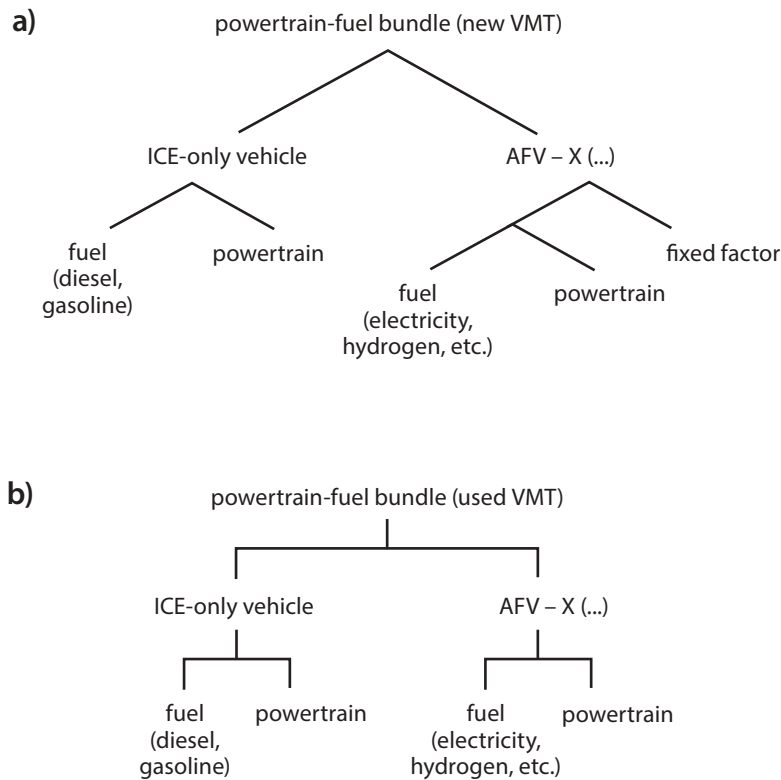 a)
powertrain-fuel bundle (new VMT)
ICE-only vehicle
AFV – X (...)
fuel
(diesel,
gasoline)
powertrain
fixed factor
fuel
(electricity,
hydrogen, etc.)
powertrain
b)
powertrain-fuel bundle (used VMT)
ICE-only vehicle
AFV – X (...)
fuel
(diesel,
gasoline)
powertrain
fuel
(electricity,
hydrogen, etc.)
powertrain